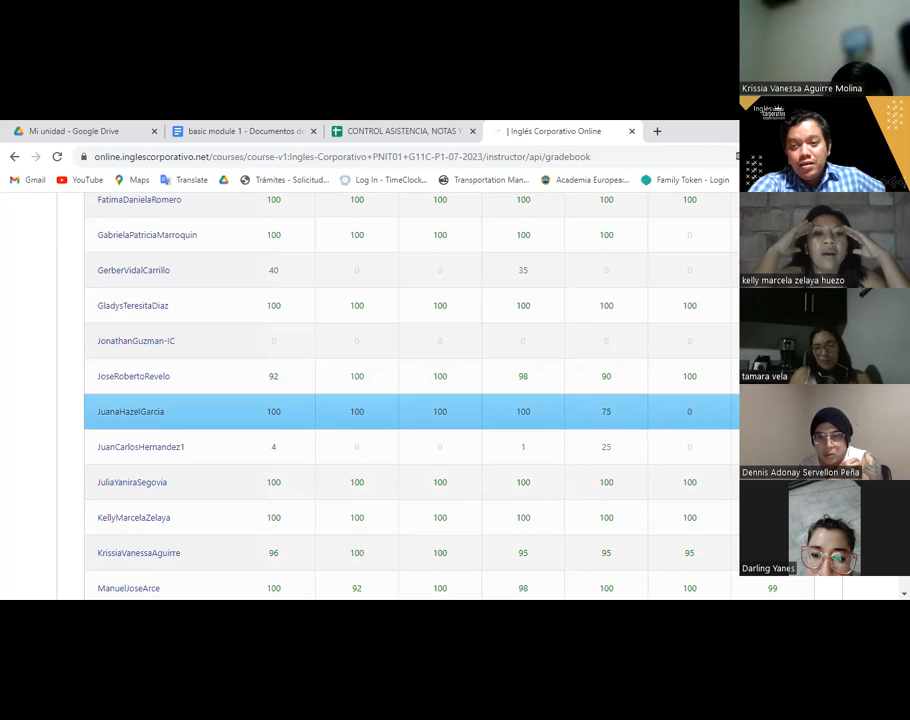 Krissia Vanessa Aguirre Molina
Inglés
Corporativo
kelly marcela zelaya huezo
tamara vela
Dennis Adonay Servellon Peña
Darling Yanes
Mi unidad - Google Drive
basic module 1 - Documentos de
CONTROL ASISTENCIA, NOTAS Y
| Inglés Corporativo Online
online.inglescorporativo.net/courses/course-v1:Ingles-Corporativo+PNIT01+G11C-P1-07-2023/instructor/api/gradebook
Gmail YouTube Maps Translate Trámites - Solicitud... Log In - TimeClock... Transportation Man... Academia Europea:... Family Token - Login
FatimaDanielaRomero 100 100 100 100 100 100
GabrielaPatriciaMarroquin 100 100 100 100 100 0
GerberVidalCarrillo 40 0 0 35 0 0
GladysTeresitaDiaz 100 100 100 100 100 100
JonathanGuzman-IC 0 0 0 0 0 0
JoseRobertoRevelo 92 100 100 98 90 100
JuanaHazelGarcia 100 100 100 100 75 0
JuanCarlosHernandez1 4 0 0 1 25 0
JuliaYaniraSegovia 100 100 100 100 100 100
KellyMarcelaZelaya 100 100 100 100 100 100
KrissiaVanessaAguirre 96 100 100 95 95 95
ManuelJoseArce 100 92 100 98 100 100 99